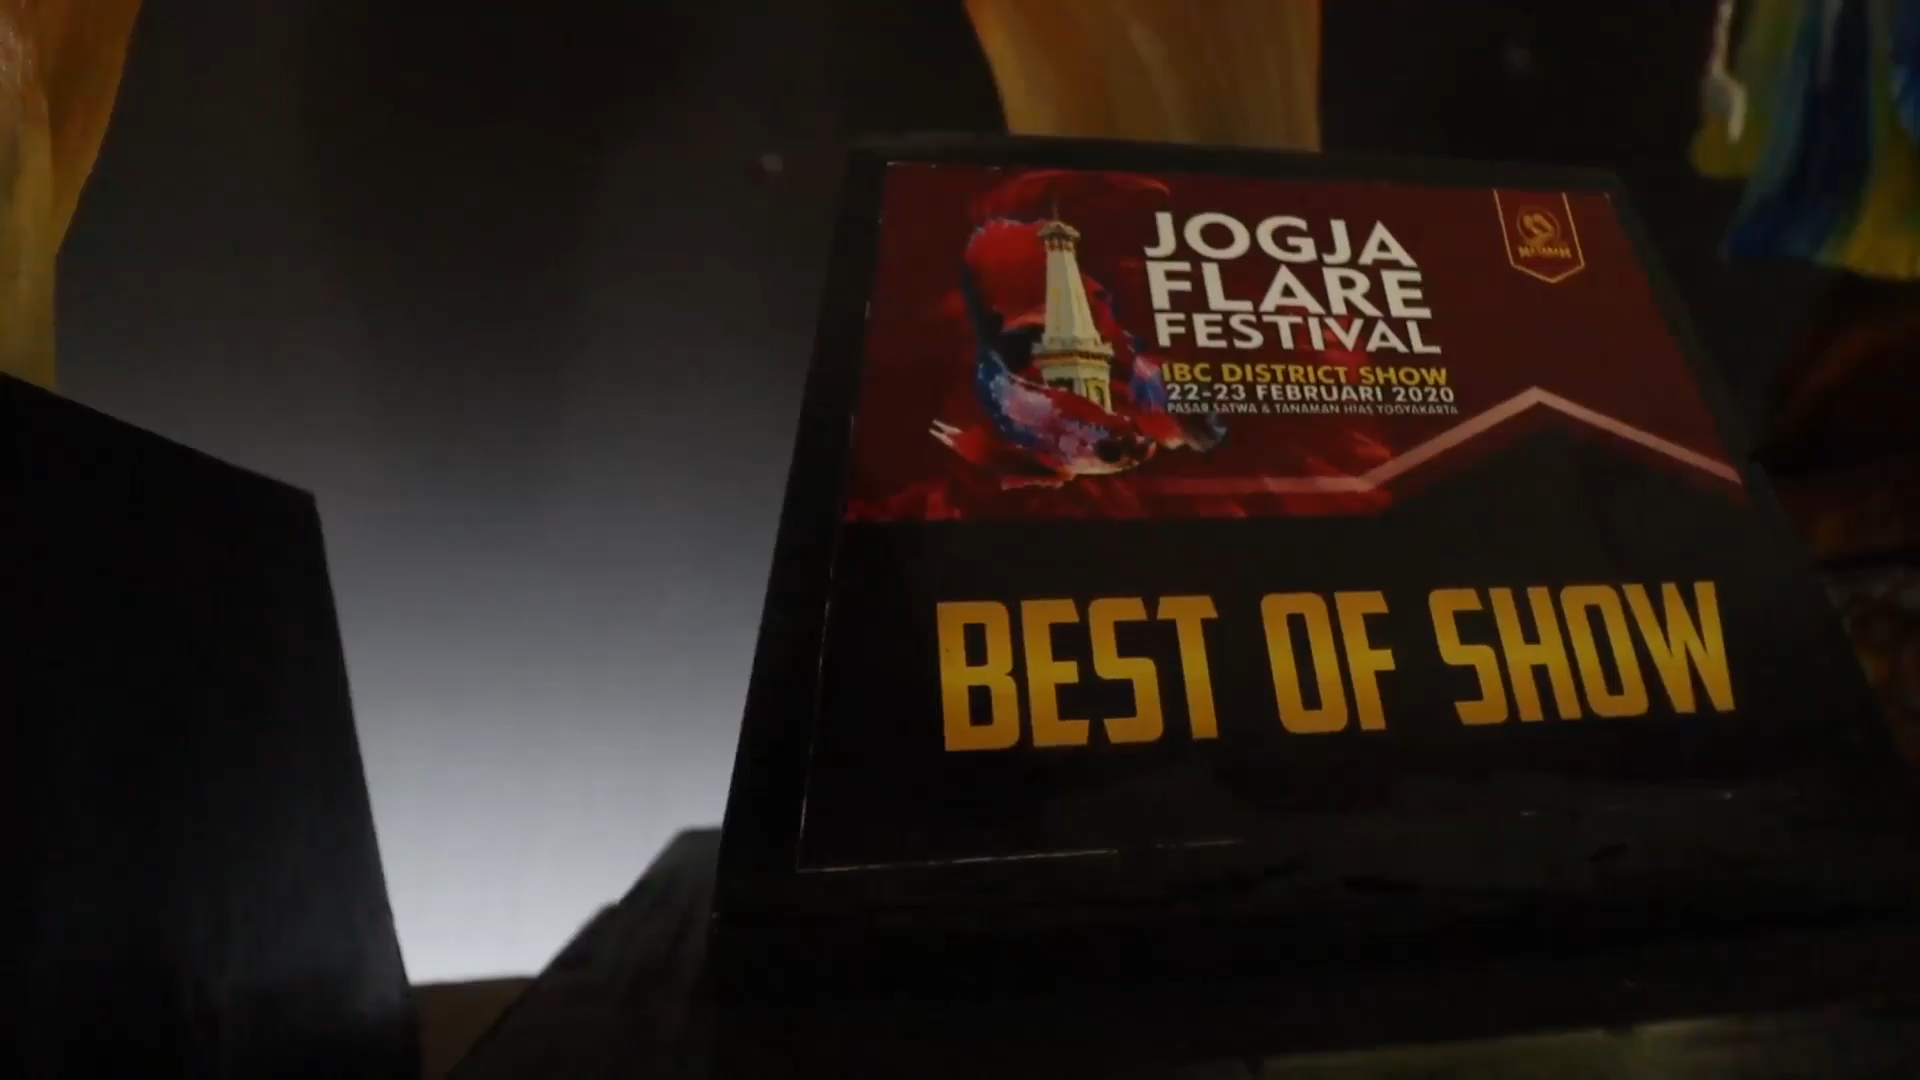 JOGJA
FLARE
FESTIVAL
IBC DISTRICT SHOW
22-23 FEBRUARI 2020
PASAR SATWA & TANAMAN HIAS YOGYAKARTA
BEST OF SHOW